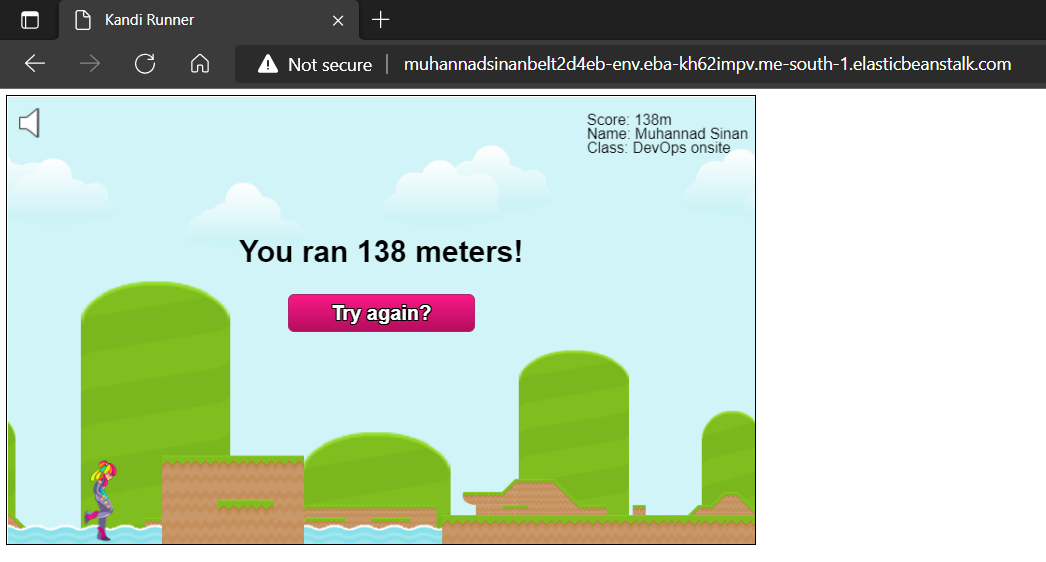 Kandi Runner
Not secure
muhannadsinanbelt2d4eb-env.eba-kh62impv.me-south-1.elasticbeanstalk.com
Score: 138m
Name: Muhannad Sinan
Class: DevOps onsite
You ran 138 meters!
Try again?